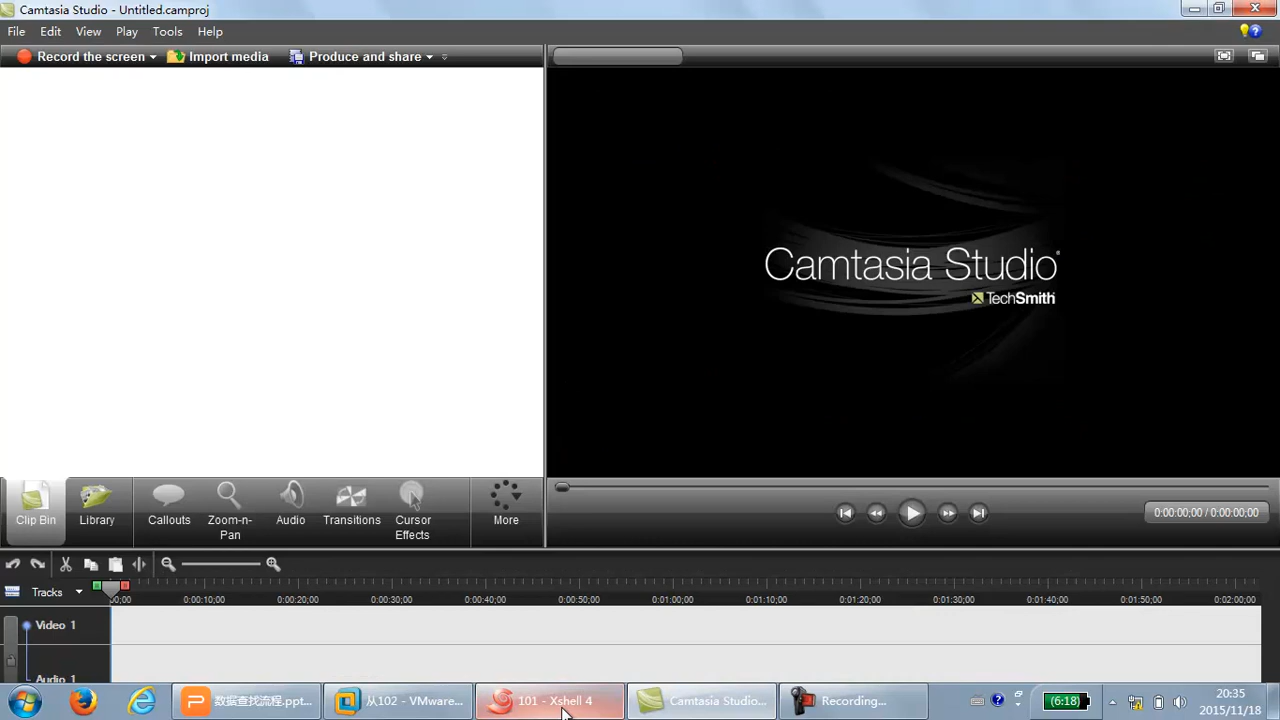 Camtasia Studio - Untitled.camproj
File Edit View Play Tools Help
Record the screen Import media Produce and share
Camtasia Studio
TechSmith
Clip Bin Library Callouts Zoom-n-Pan Audio Transitions Cursor Effects More
0:00:00;00 / 0:00:00;00
Tracks
00;00 0:00:10;00 0:00:20;00 0:00:30;00 0:00:40;00 0:00:50;00 0:01:00;00 0:01:10;00 0:01:20;00 0:01:30;00 0:01:40;00 0:01:50;00 0:02:00;00
Video 1
Audio 1
数据查找流程.ppt... 从102 - VMware... 101 - Xshell 4 Camtasia Studio... Recording... (6:18) 20:35
2015/11/18